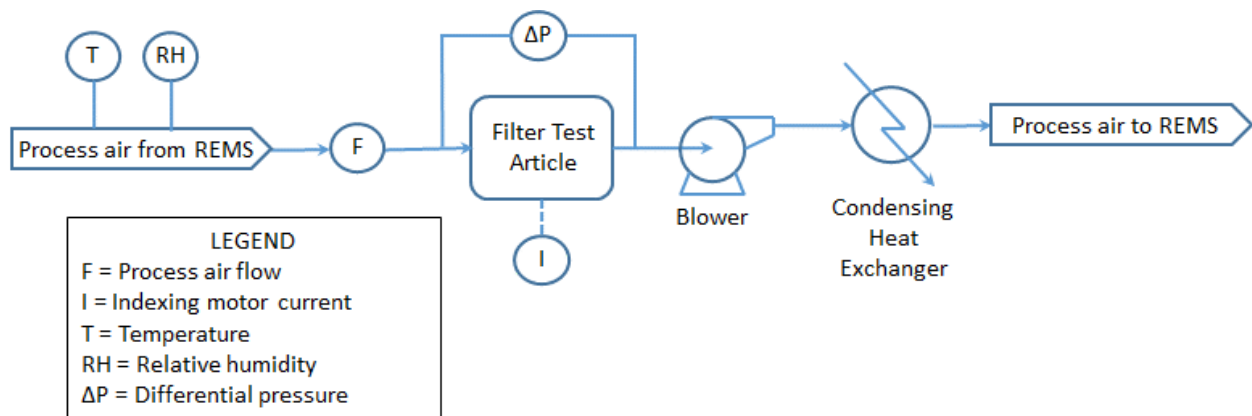 T
RH
ΔP
Process air from REMS
F
Filter Test
Article
Process air to REMS
Blower
Condensing
Heat
Exchanger
I
LEGEND
F = Process air flow
I = Indexing motor current
T = Temperature
RH = Relative humidity
ΔP = Differential pressure